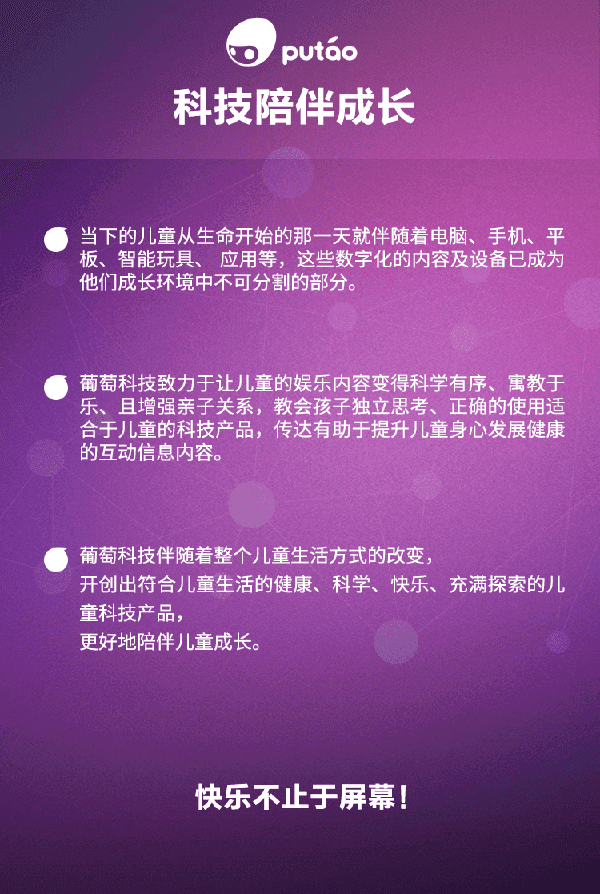 putáo
科技陪伴成长
当下的儿童从生命开始的那一天就伴随着电脑、手机、平
板、智能玩具、 应用等，这些数字化的内容及设备已成为
他们成长环境中不可分割的部分。
葡萄科技致力于让儿童的娱乐内容变得科学有序、寓教于
乐、且增强亲子关系，教会孩子独立思考、正确的使用适
合于儿童的科技产品，传达有助于提升儿童身心发展健康
的互动信息内容。
葡萄科技伴随着整个儿童生活方式的改变，
开创出符合儿童生活的健康、科学、快乐、充满探索的儿
童科技产品，
更好地陪伴儿童成长。
快乐不止于屏幕！